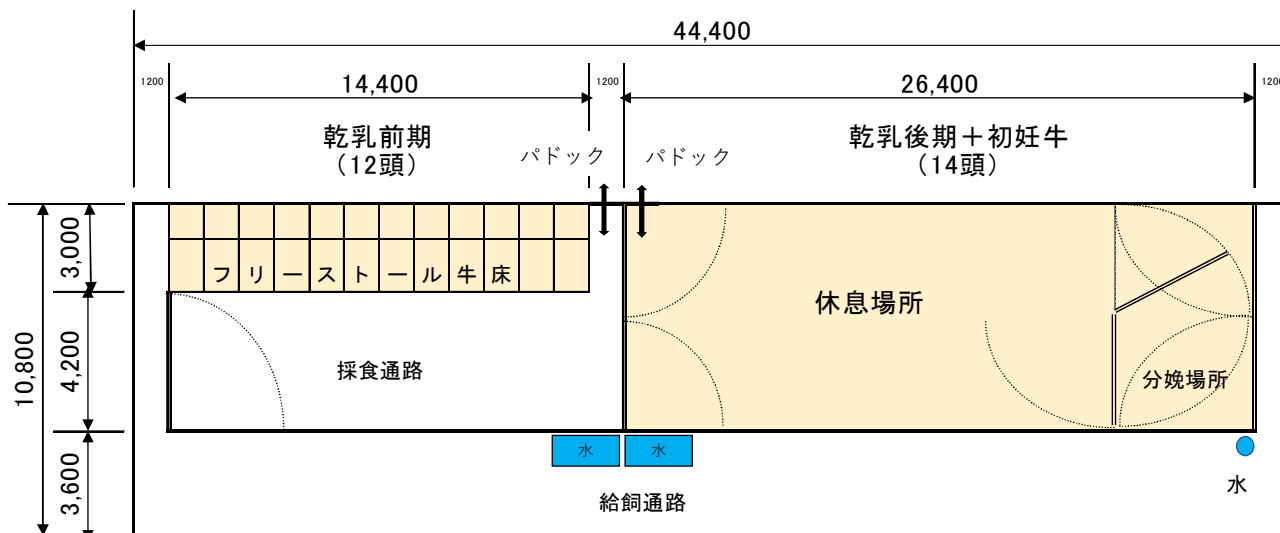 44,400
1200
14,400
1200
26,400
1200
乾乳前期
（12頭）
パドック
パドック
乾乳後期＋初妊牛
（14頭）
3,000
フリーストール牛床
休息場所
10,800
4,200
採食通路
分娩場所
水
水
3,600
給飼通路
水